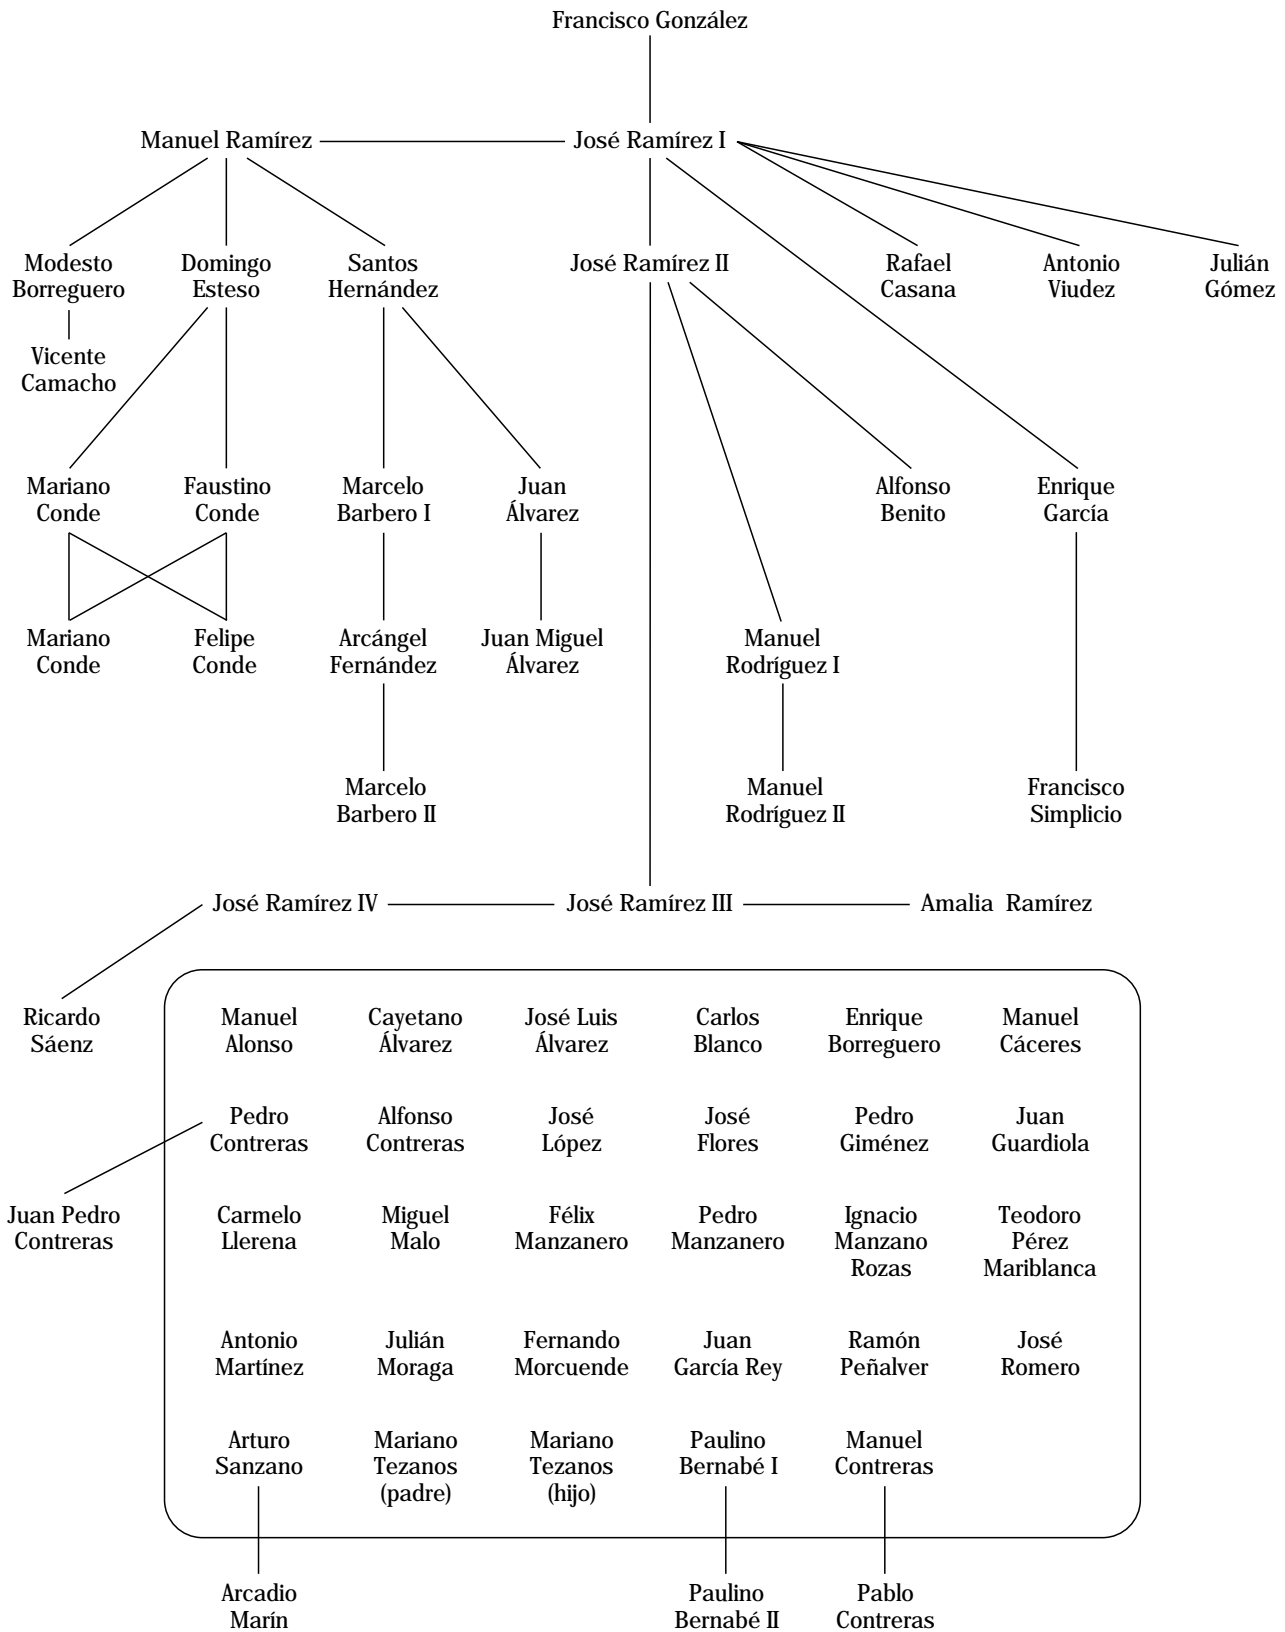 Francisco González
Manuel Ramírez
José Ramírez I
Modesto
Borreguero
Domingo
Esteso
Santos
Hernández
José Ramírez II
Rafael
Casana
Antonio
Viudez
Julián
Gómez
Vicente
Camacho
Mariano
Conde
Faustino
Conde
Marcelo
Barbero I
Juan
Álvarez
Alfonso
Benito
Enrique
García
Mariano
Conde
Felipe
Conde
Arcángel
Fernández
Juan Miguel
Álvarez
Manuel
Rodríguez I
Marcelo
Barbero II
Manuel
Rodríguez II
Francisco
Simplicio
José Ramírez IV
José Ramírez III
Amalia Ramírez
Ricardo
Sáenz
Manuel
Alonso
Cayetano
Álvarez
José Luis
Álvarez
Carlos
Blanco
Enrique
Borreguero
Manuel
Cáceres
Pedro
Contreras
Alfonso
Contreras
José
López
José
Flores
Pedro
Giménez
Juan
Guardiola
Juan Pedro
Contreras
Carmelo
Llerena
Miguel
Malo
Félix
Manzanero
Pedro
Manzanero
Ignacio
Manzano
Rozas
Teodoro
Pérez
Mariblanca
Antonio
Martínez
Julián
Moraga
Fernando
Morcuende
Juan
García Rey
Ramón
Peñalver
José
Romero
Arturo
Sanzano
Mariano
Tezanos
(padre)
Mariano
Tezanos
(hijo)
Paulino
Bernabé I
Manuel
Contreras
Arcadio
Marín
Paulino
Bernabé II
Pablo
Contreras